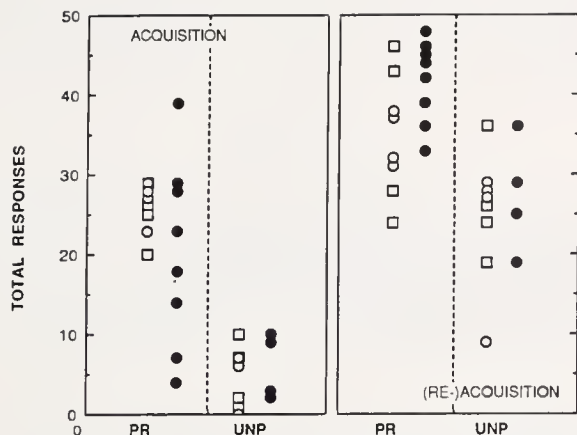 50
40
30
20
10
0
TOTAL RESPONSES
ACQUISITION
(RE-)ACQUISITION
0
PR UNP PR UNP